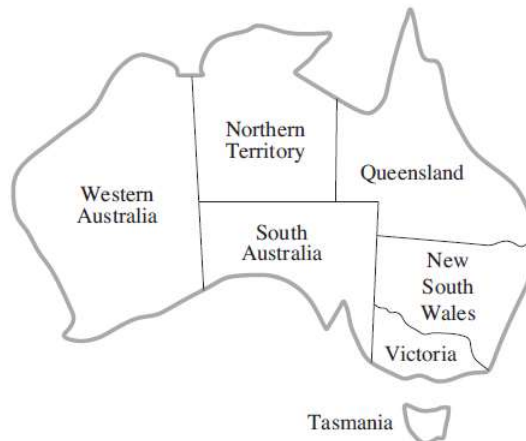 Northern
Territory
Queensland
Western
Australia
South
Australia
New
South
Wales
Victoria
Tasmania